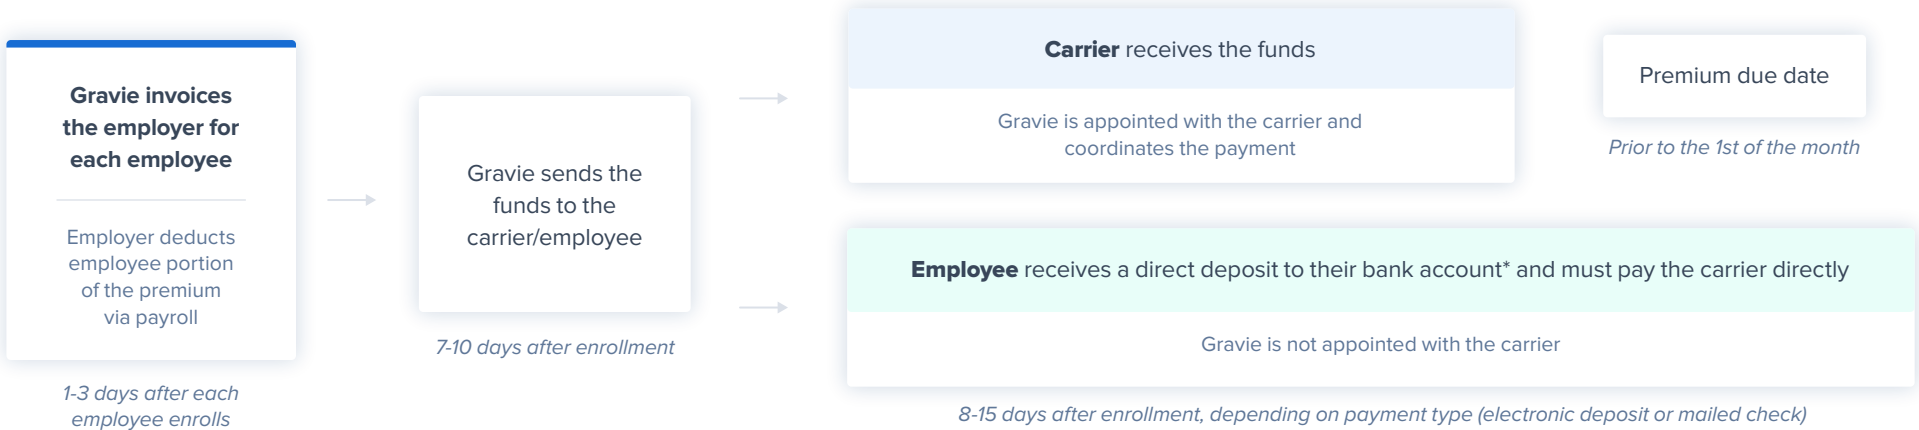 Gravie invoices
the employer for
each employee
Employer deducts
employee portion
of the premium
via payroll
1-3 days after each
employee enrolls
Gravie sends the
funds to the
carrier/employee
7-10 days after enrollment
Carrier receives the funds
Gravie is appointed with the carrier and
coordinates the payment
Premium due date
Prior to the 1st of the month
Employee receives a direct deposit to their bank account* and must pay the carrier directly
Gravie is not appointed with the carrier
8-15 days after enrollment, depending on payment type (electronic deposit or mailed check)